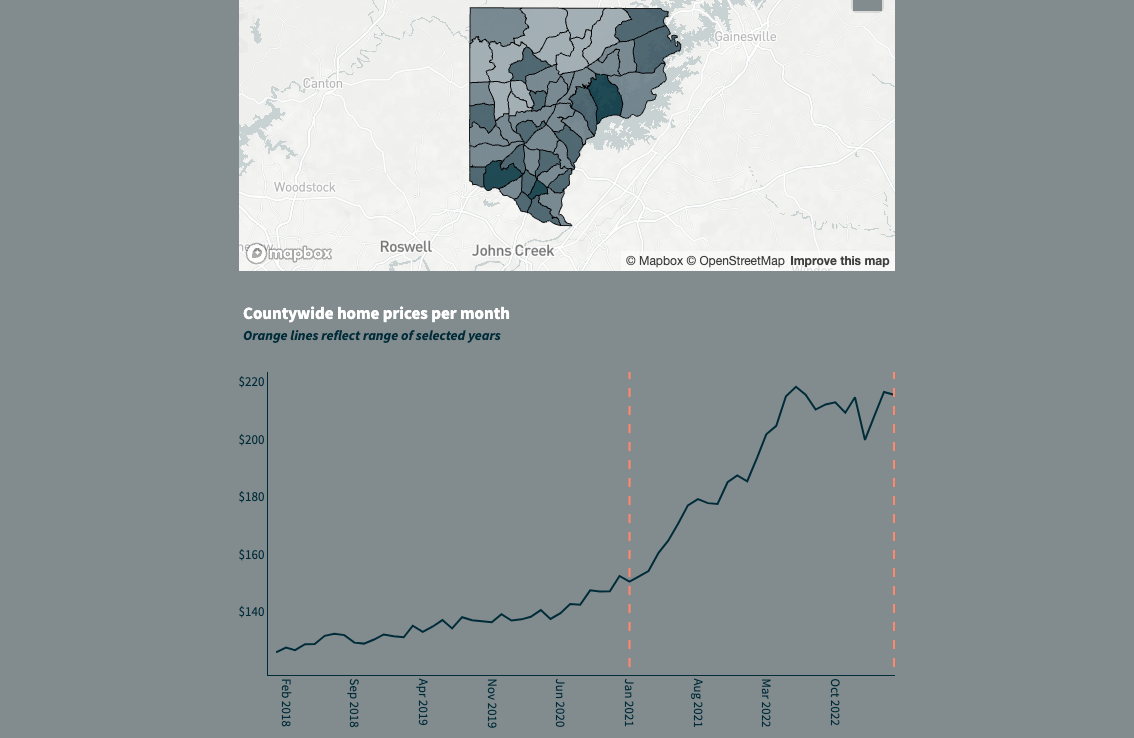 Gainesville
Canton
Woodstock
Roswell
Johns Creek
mapbox
© Mapbox © OpenStreetMap Improve this map
Countywide home prices per month
Orange lines reflect range of selected years
$220
$200
$180
$160
$140
Feb 2018
Sep 2018
Apr 2019
Nov 2019
Jun 2020
Jan 2021
Aug 2021
Mar 2022
Oct 2022